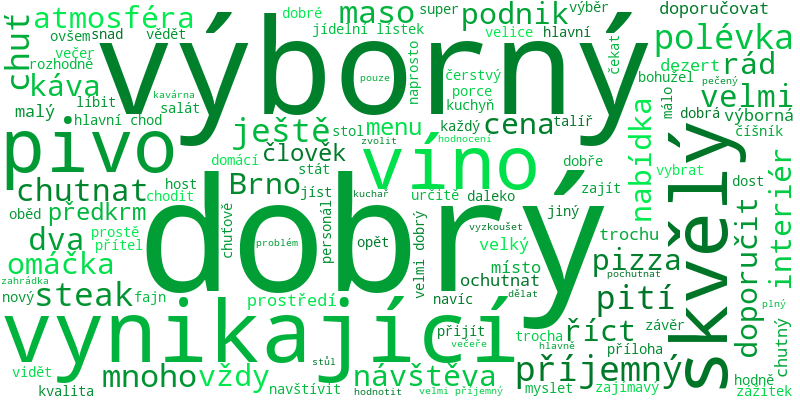 dobré
super
výběr
doporučovat
atmosféra
maso
podnik
chuť
výborný
jídelní lístek
velice
hlavní
polévka
ovšem
snad
vědět
večer
čekat
rozhodné
naprosto
dezert
rád
káva
čerstvý
bohužel
pečený
kavárna
pouze
velmi
líbit
salát
porce
kuchyň
málo
malý
hlavní chod
ještě
stol
menu
každý
cena
talíř
dobrá
výborná
číšník
pivo
člověk
zvolit
hodnocení
víno
nabídka
domácí
stát
dobře
vybrat
chutnat
host
Brno
kuchař
jíst
určitě
daleko
zajít
dost
skvělý
interiér
chodit
oběd
předkrm
chuťově
dobrý
personál
jiný
doporučit
prostě
vyzkoušet
dva
přítel
problém
opět
velmi dobrý
velký
trochu
omáčka
místo
pizza
pochutnat
zahrádka
ochutnat
dělat
nový
steak
fajn
prostředí
navíc
pití
plný
vynikající
přijít
trocha
říct
závěr
večeře
hlavně
příloha
chutný
stůl
vidět
mnoho
vždy
návštěva
příjemný
hodně
kvalita
navštívit
hodnotit
velmi příjemný
myslet
zajímavý
zážitek